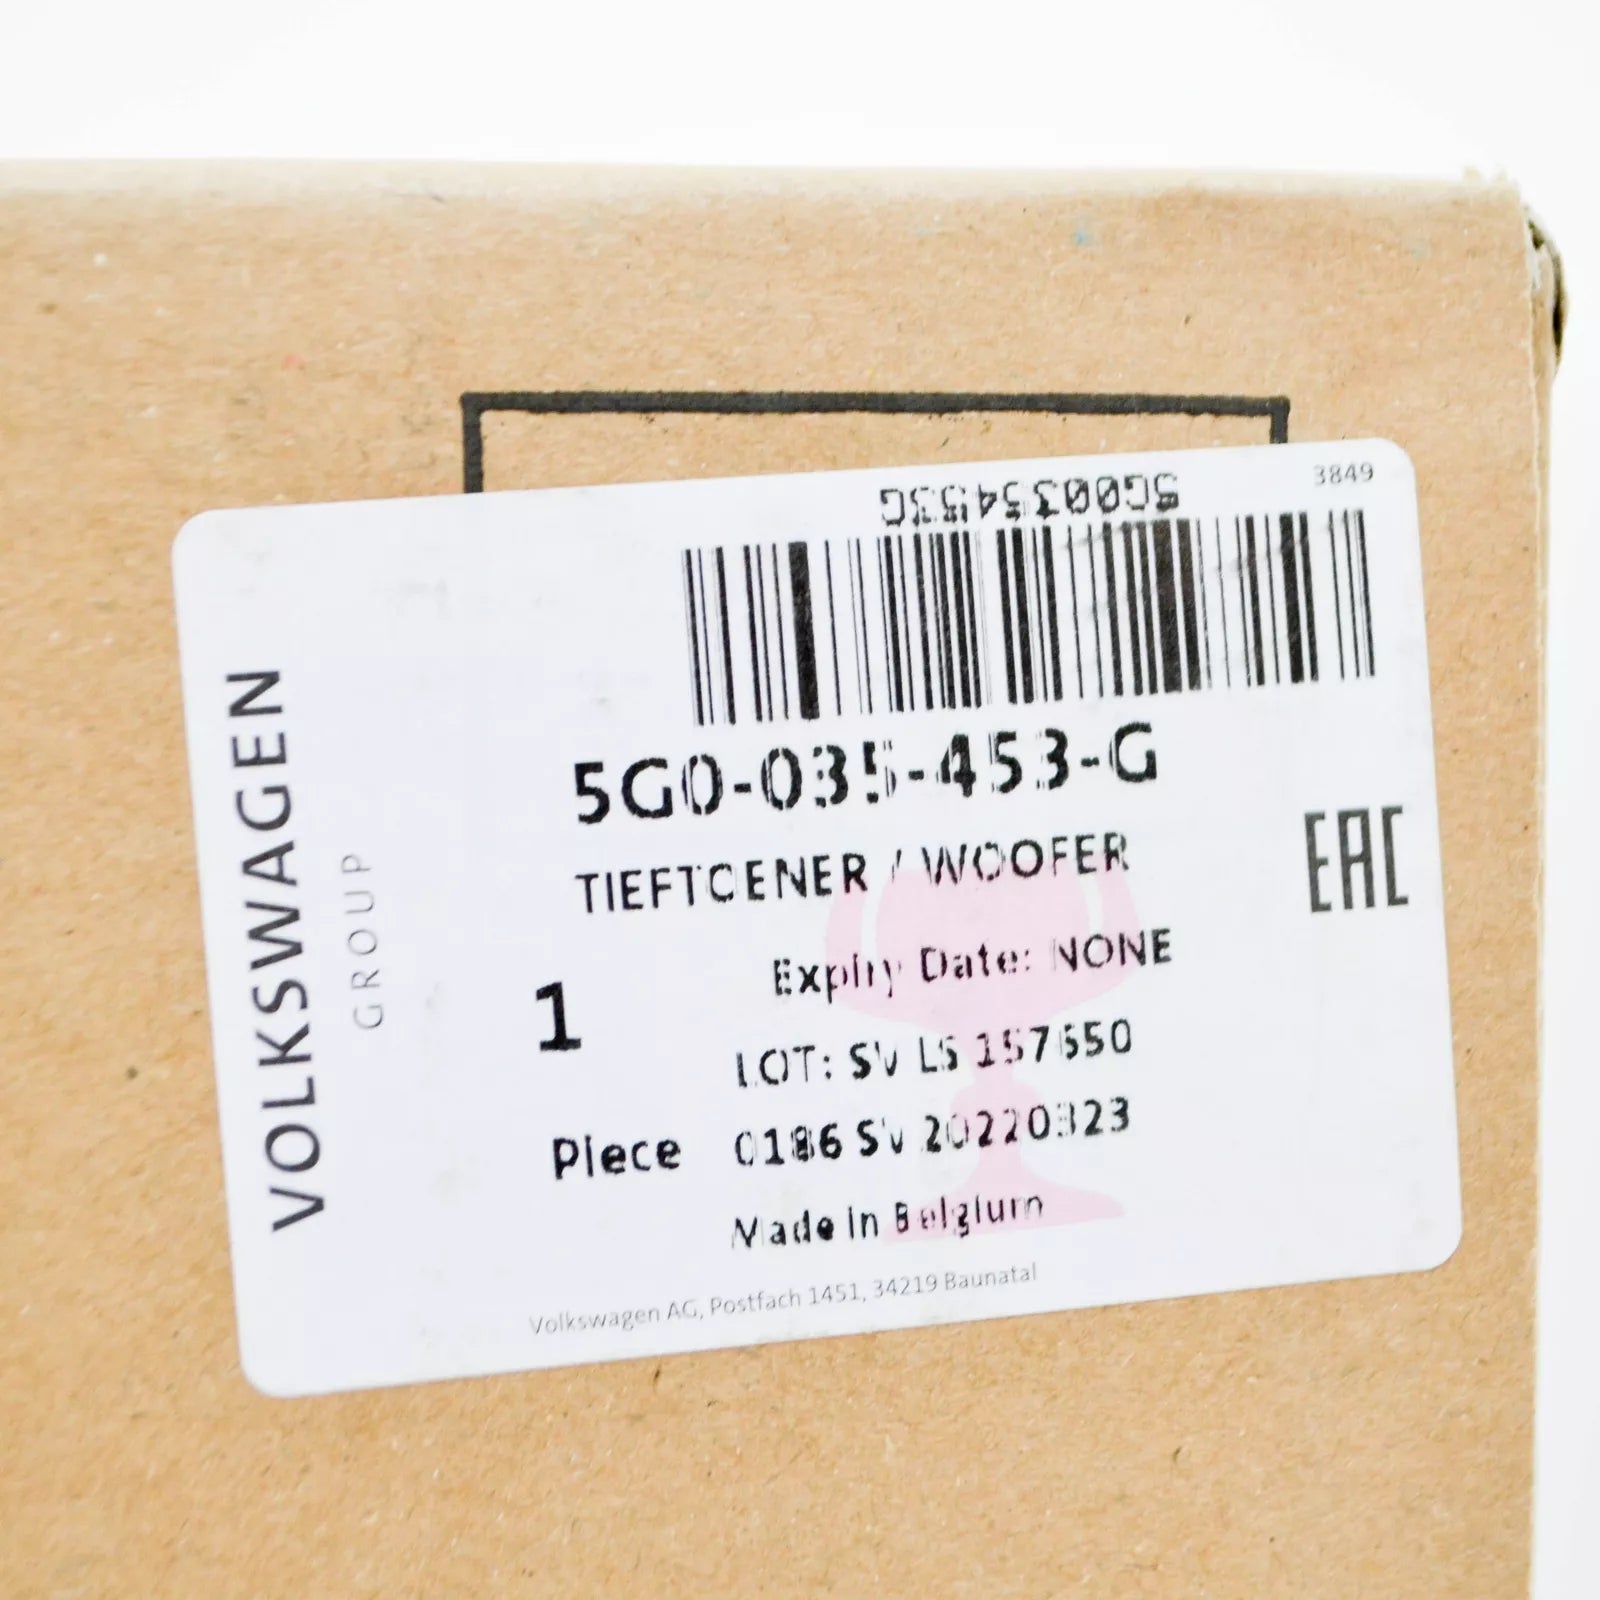 3849
5G0035453G
5G0-035-453-G
TIEFTOENER / WOOFER
EAC
Expiry Date: NONE
1
LOT: SV LS 157650
Piece
0186 SV 20220323
Made in Belgium
Volkswagen AG, Postfach 1451, 34219 Baunatal
VOLKSWAGEN
GROUP